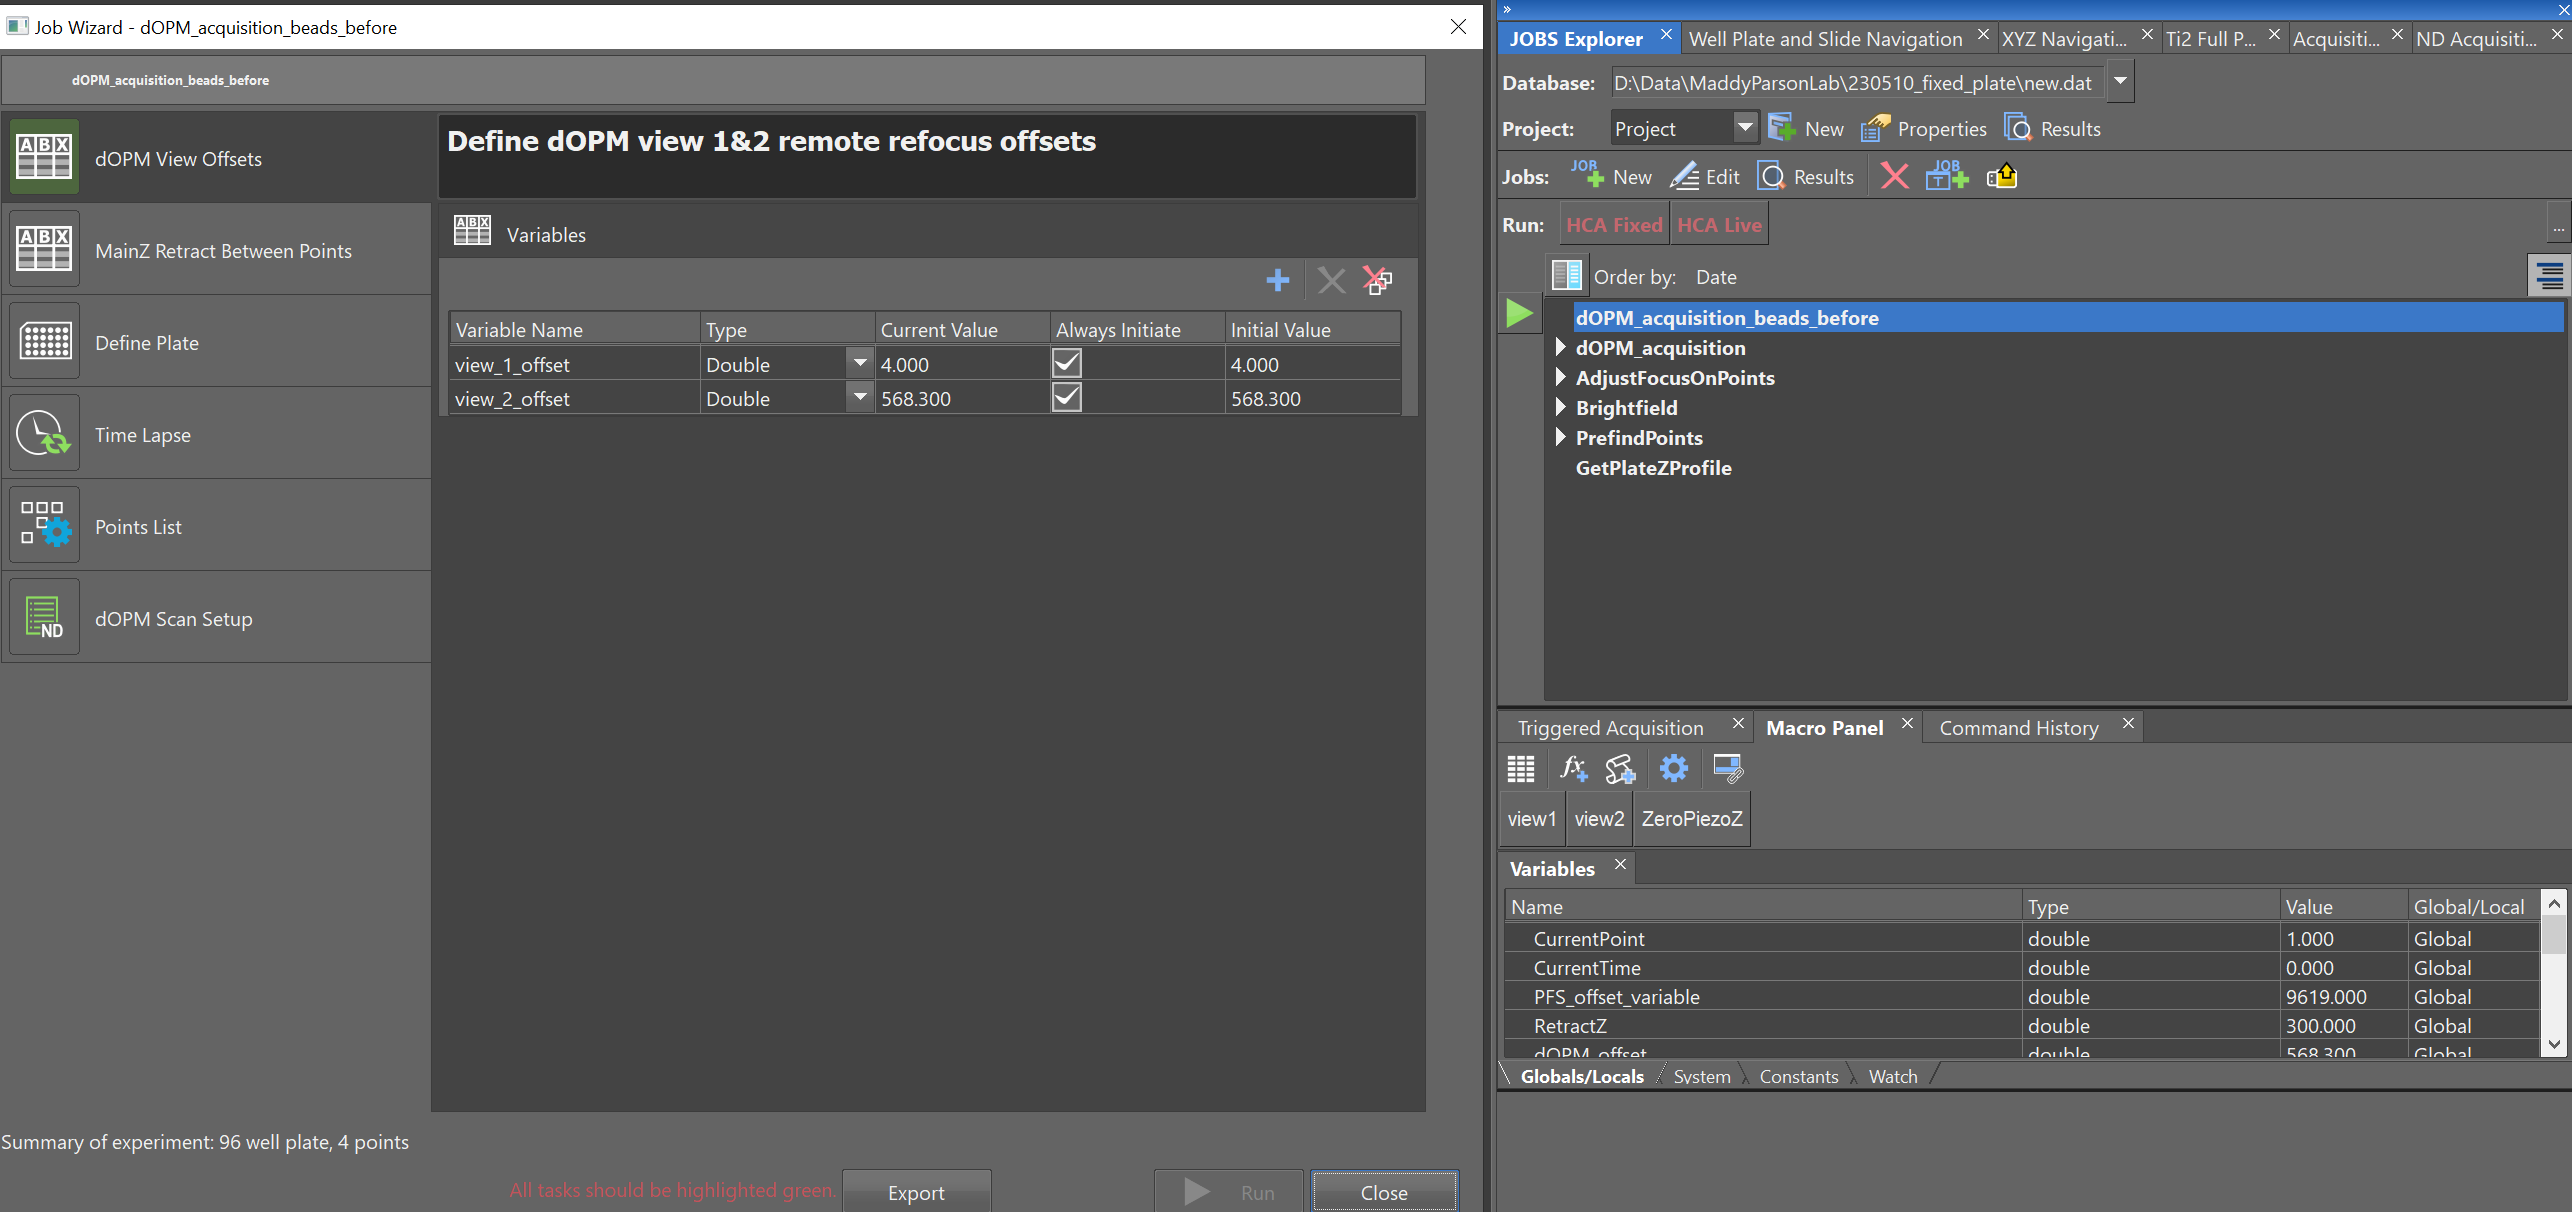 Job Wizard - dOPM_acquisition_beads_before
dOPM_acquisition_beads_before
ABX
dOPM View Offsets
ABX
MainZ Retract Between Points
Define Plate
Time Lapse
Points List
ND
dOPM Scan Setup
Define dOPM view 1&2 remote refocus offsets
ABX
Variables
Variable Name Type Current Value Always Initiate Initial Value
view_1_offset Double 4.000 4.000
view_2_offset Double 568.300 568.300
Summary of experiment: 96 well plate, 4 points
All tasks should be highlighted green.
Export
Run
Close
»
JOBS Explorer Well Plate and Slide Navigation XYZ Navigati... Ti2 Full P... Acquisiti... ND Acquisiti...
Database: D:\Data\MaddyParsonLab\230510_fixed_plate\new.dat
Project: Project New Properties Results
Jobs: JOB New Edit Results JOB T
Run: HCA Fixed HCA Live ...
Order by: Date
dOPM_acquisition_beads_before
dOPM_acquisition
AdjustFocusOnPoints
Brightfield
PrefindPoints
GetPlateZProfile
Triggered Acquisition Macro Panel Command History
fx
view1 view2 ZeroPiezoZ
Variables
Name Type Value Global/Local
CurrentPoint double 1.000 Global
CurrentTime double 0.000 Global
PFS_offset_variable double 9619.000 Global
RetractZ double 300.000 Global
dOPM_offset double 568.300 Global
Globals/Locals System Constants Watch